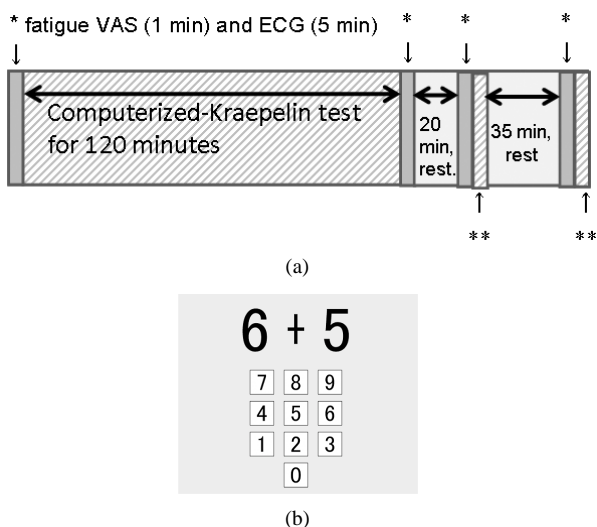 * fatigue VAS (1 min) and ECG (5 min) * * *
Computerized-Kraepelin test
for 120 minutes
20
min,
rest.
35 min,
rest
** **
(a)
6 + 5
7 8 9
4 5 6
1 2 3
0
(b)